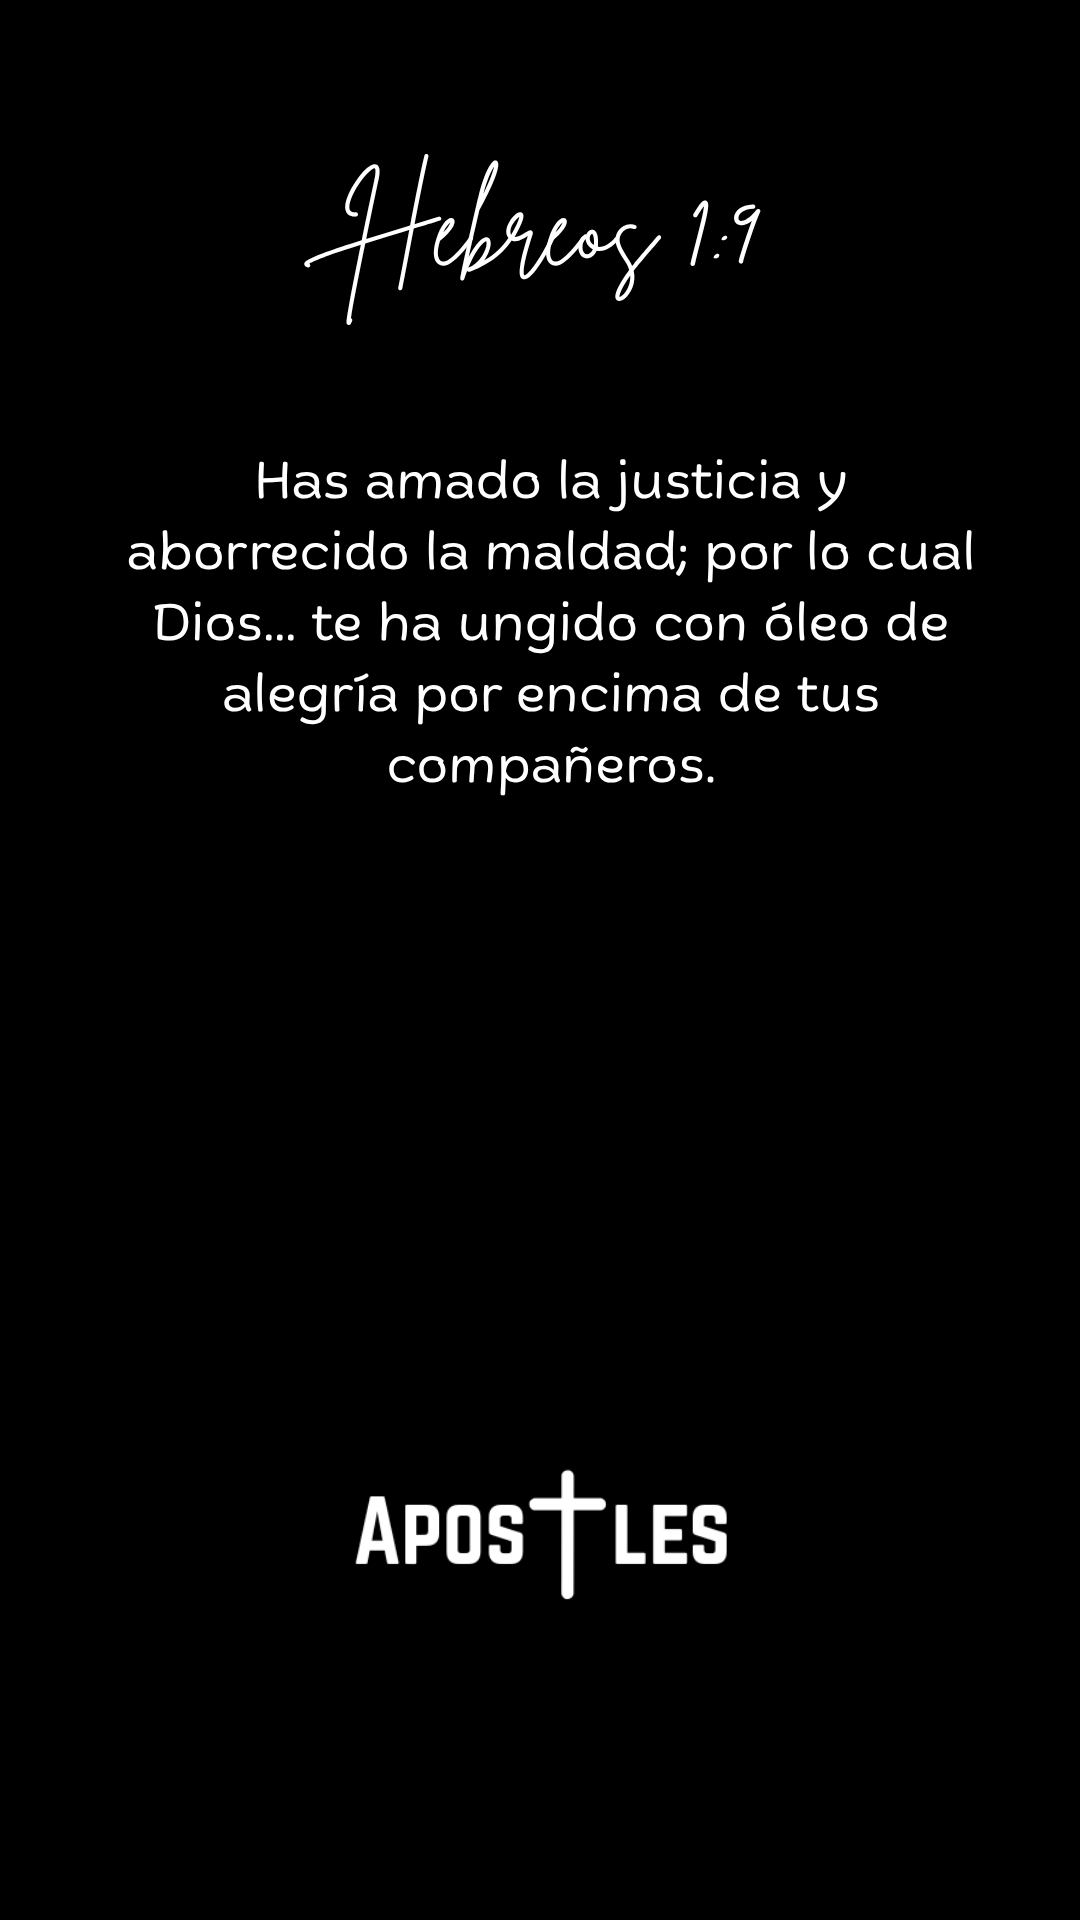 Hebreos 1:9
Has amado la justicia y
aborrecido la maldad; por lo cual
Dios... te ha ungido con óleo de
alegría por encima de tus
compañeros.
APOSTLES